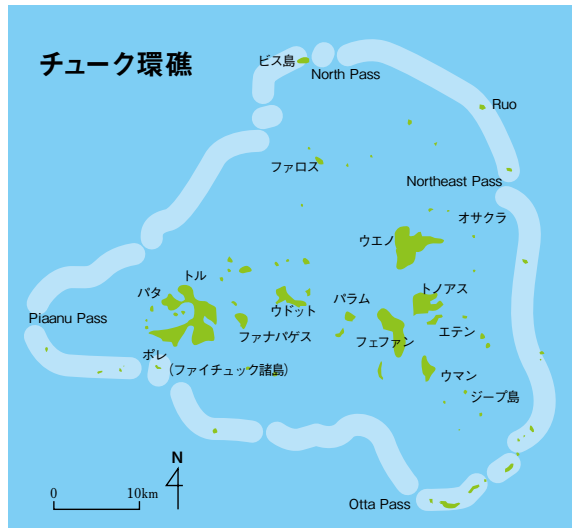 チューク環礁
ビス島
North Pass
Ruo
ファロス
Northeast Pass
オサクラ
ウエノ
トル
パタ
ウドット
パラム
トノアス
Piaanu Pass
ファナパゲス
フェファン
エテン
ポレ
(ファイチュック諸島)
ウマン
ジープ島
N
0 10km
Otta Pass